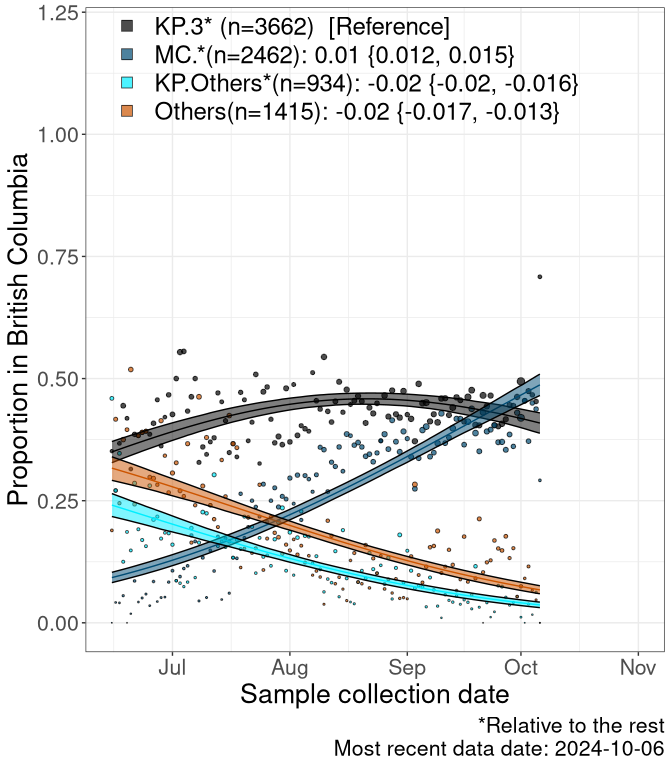 1.25
KP.3* (n=3662) [Reference]
MC.*(n=2462): 0.01 {0.012, 0.015}
KP.Others*(n=934): -0.02 {-0.02, -0.016}
Others(n=1415): -0.02 {-0.017, -0.013}
1.00
0.75
0.50
0.25
0.00
Proportion in British Columbia
Jul Aug Sep Oct Nov
Sample collection date
*Relative to the rest
Most recent data date: 2024-10-06